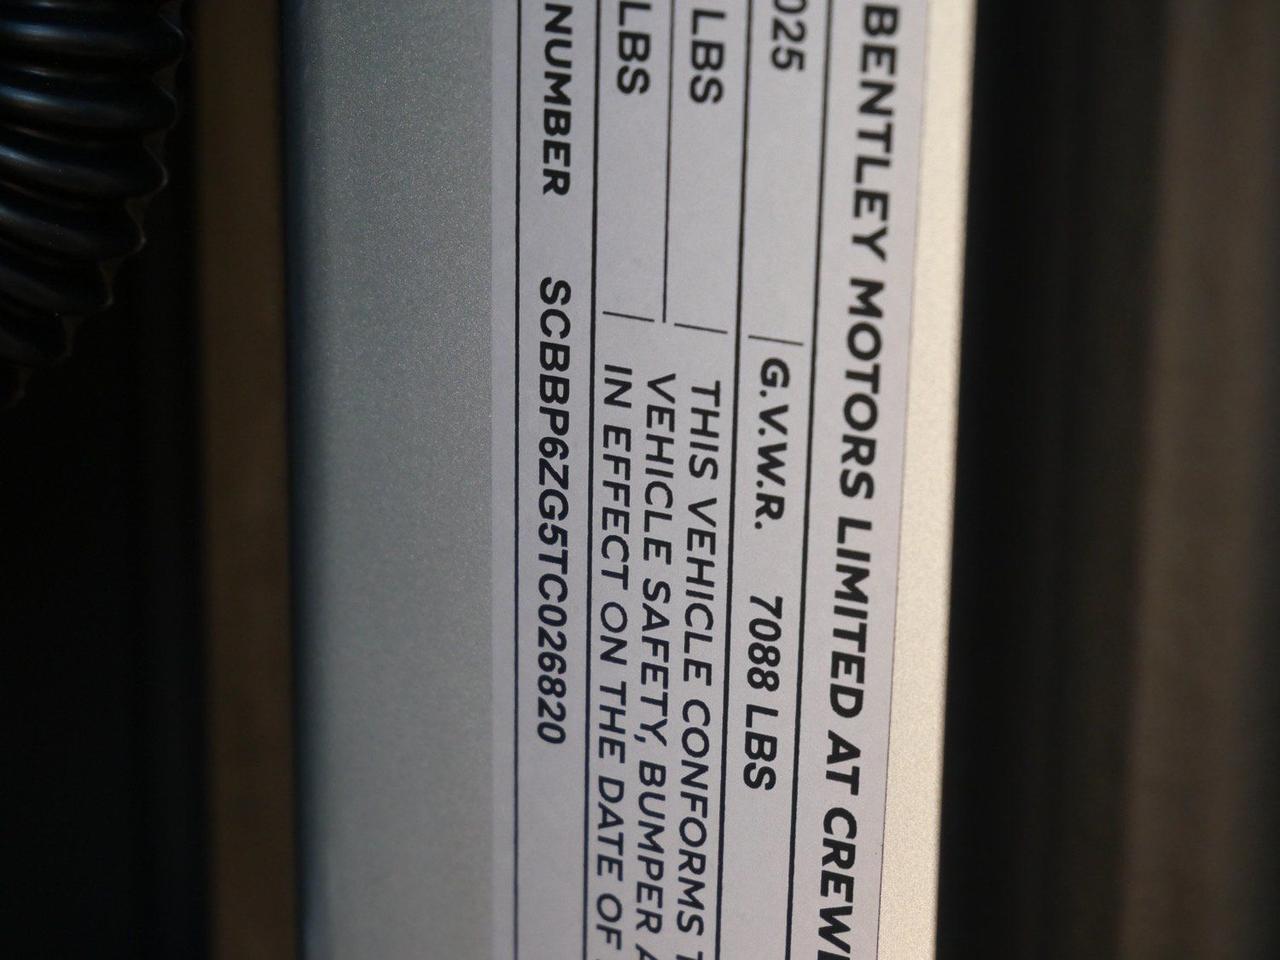 BENTLEY MOTORS LIMITED AT
025 G.V.W.R. 7088 LBS
LBS THIS VEHICLE CONFORMS
VEHICLE SAFETY, BUMPER
LBS IN EFFECT ON THE DATE OF
NUMBER SCBBP6ZG5TC026820